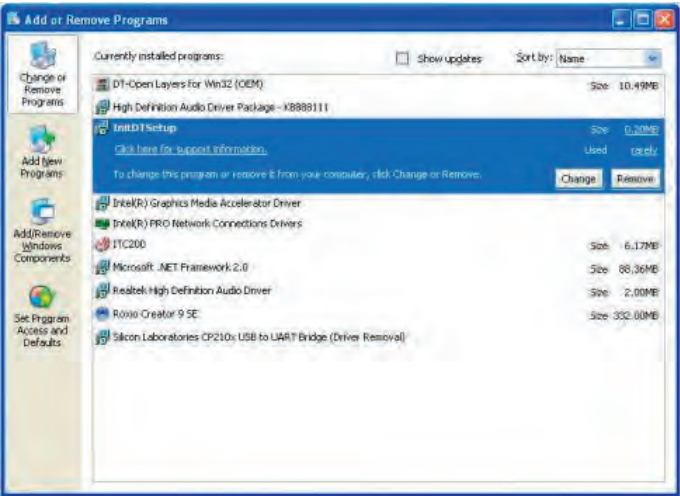 Add or Remove Programs
Change or
Remove
Programs
Add New
Programs
Add/Remove
Windows
Components
Set Program
Access and
Defaults
Currently installed programs:
Show updates
Sort by: Name
DT-Open Layers for Win32 (OEM) Size 10.49MB
High Definition Audio Driver Package - KB888111
InitDTSetup Size 0.20MB
Click here for support information. Used rarely
To change this program or remove it from your computer, click Change or Remove. Change Remove
Intel(R) Graphics Media Accelerator Driver
Intel(R) PRO Network Connections Drivers
ITC200 Size 6.17MB
Microsoft .NET Framework 2.0 Size 88.36MB
Realtek High Definition Audio Driver Size 2.00MB
Roxio Creator 9 SE Size 332.00MB
Silicon Laboratories CP210x USB to UART Bridge (Driver Removal)